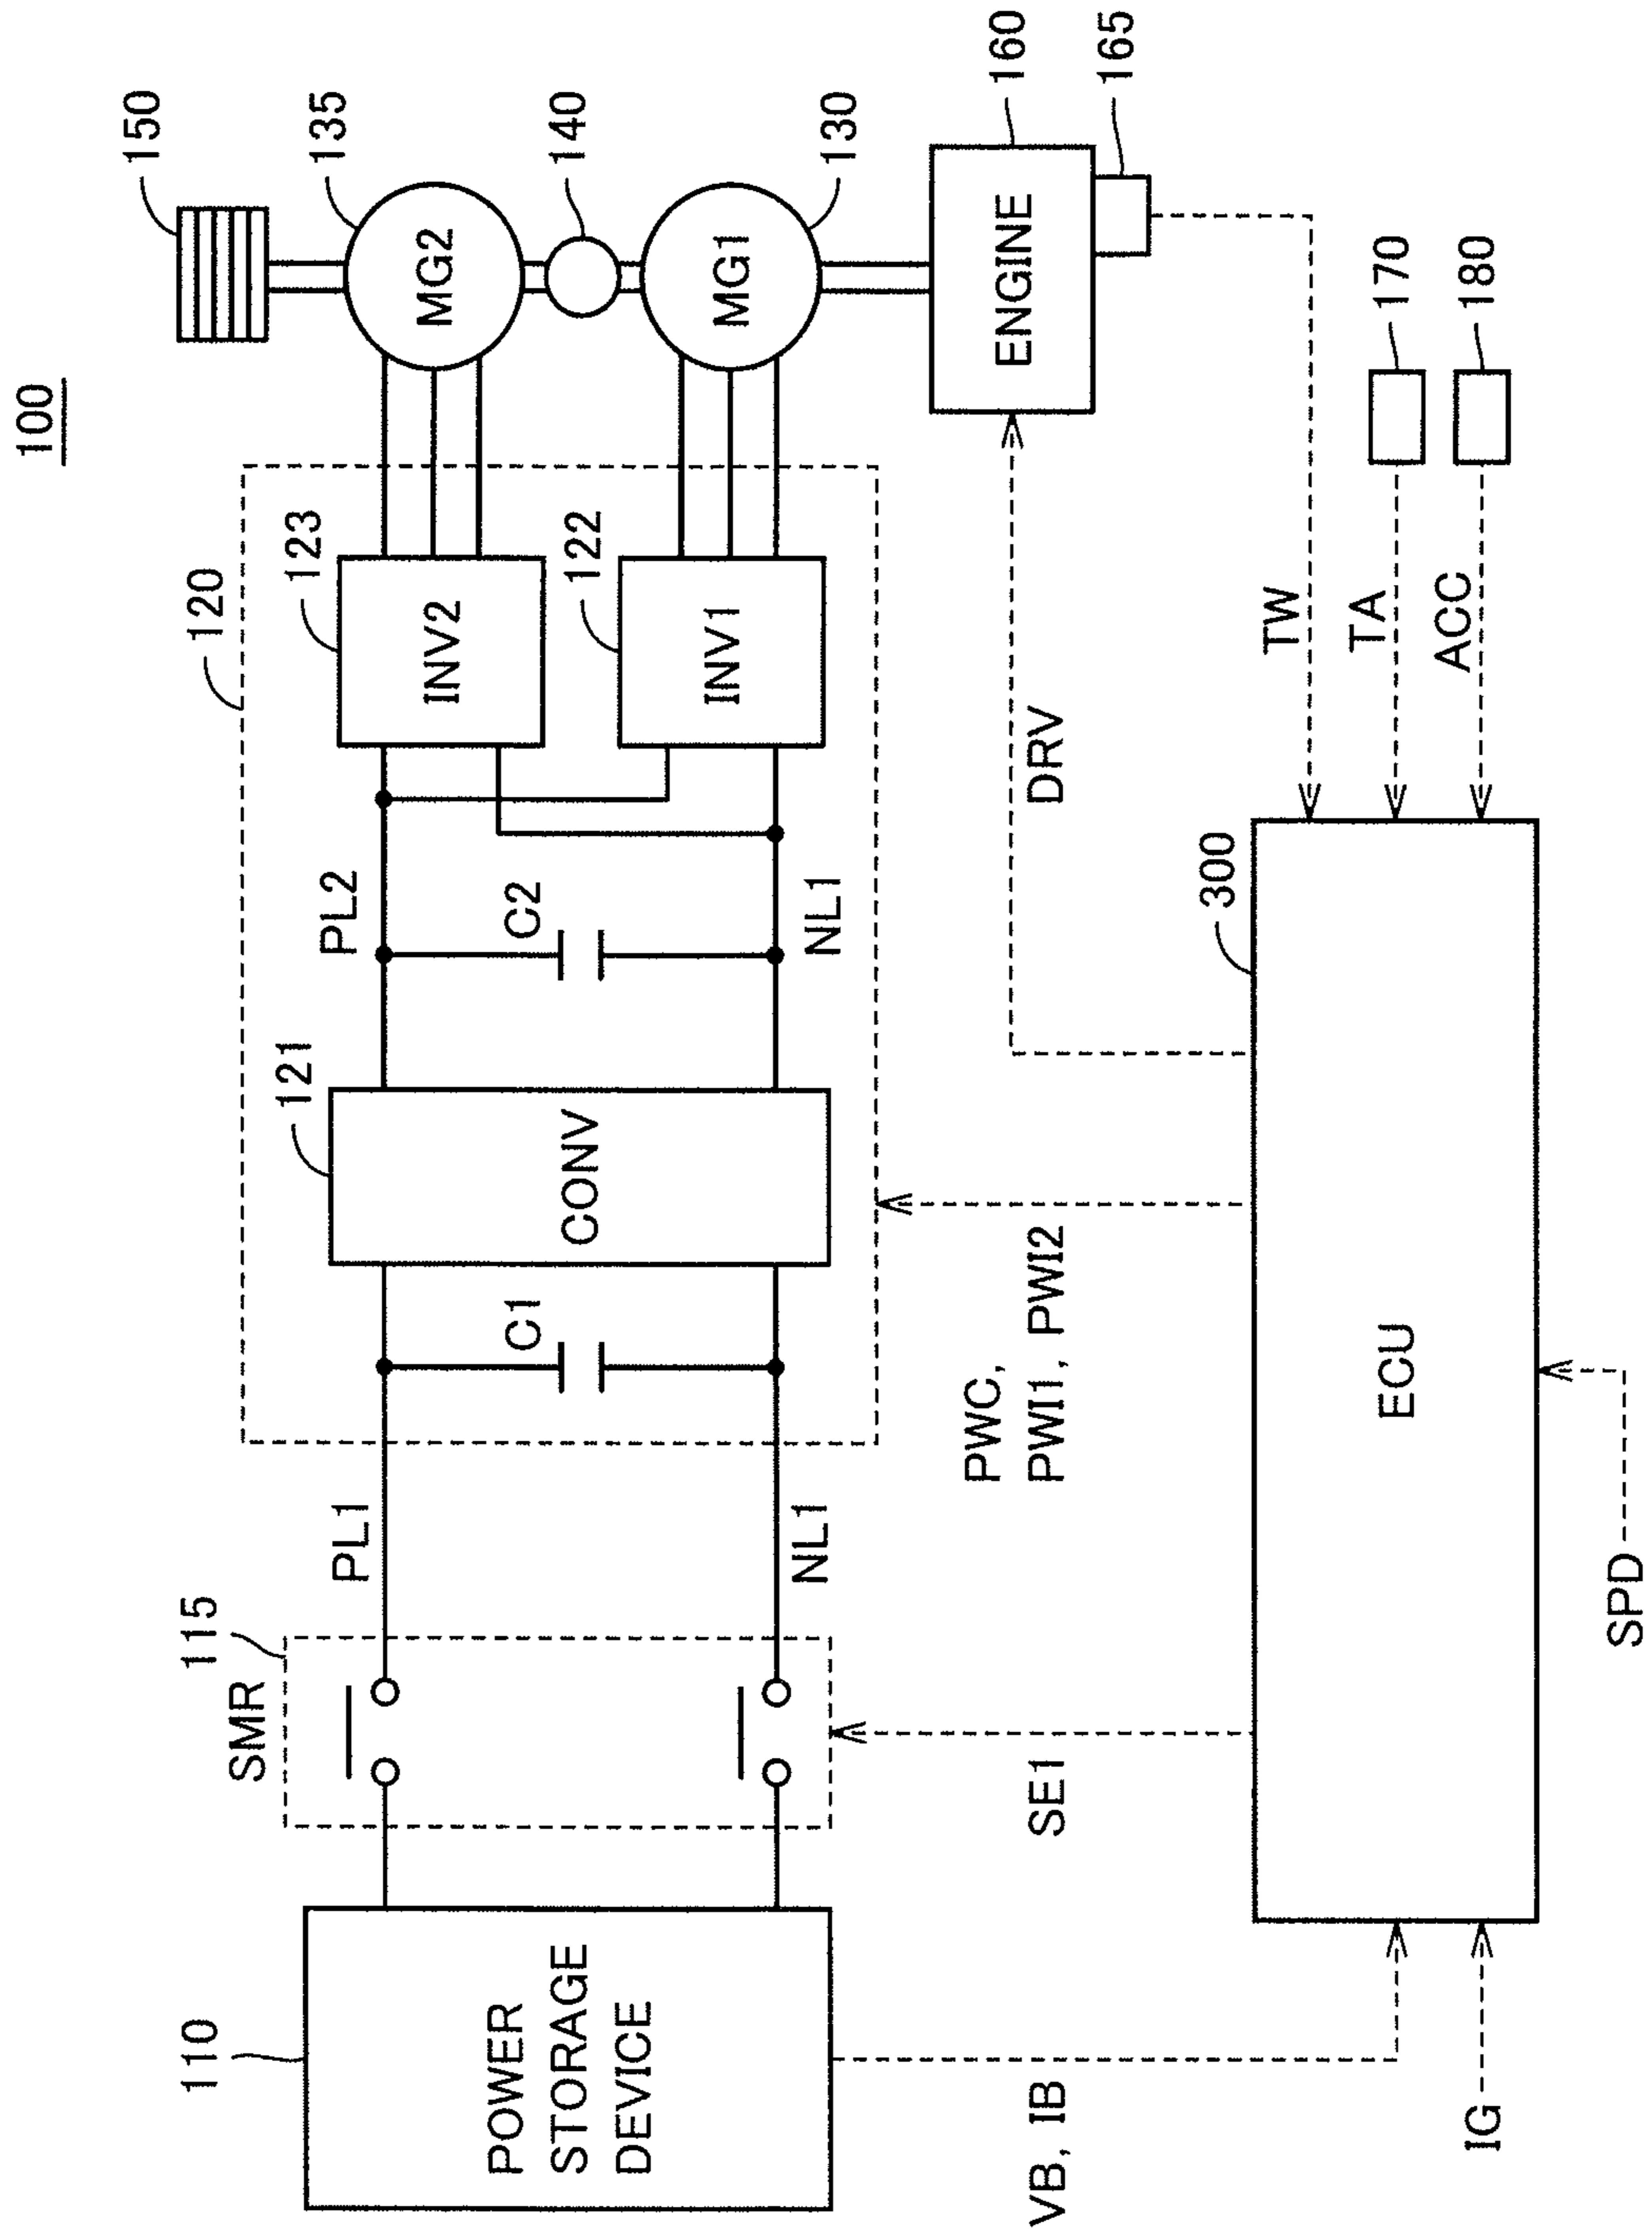 100
150
135
140
130
160
165
MG2
MG1
ENGINE
120
123
122
INV2
INV1
PL2
C2
NL1
121
CONV
C1
PL1
NL1
115
SMR
110
POWER
STORAGE
DEVICE
DRV
TW
TA
ACC
170
180
PWC,
PWI1, PWI2
SE1
VB, IB
IG
300
ECU
SPD